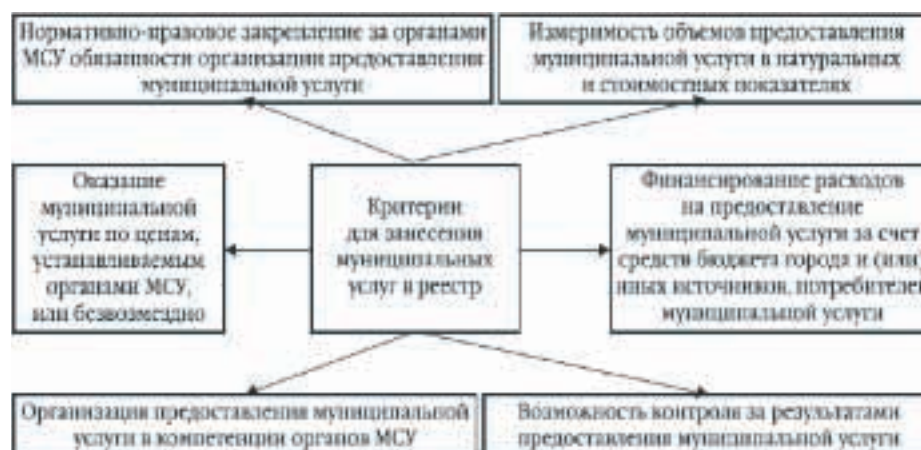 Нормативно-правовое закрепление за органами
МСУ обязанности организации предоставления
муниципальной услуги
Измеримость объемов предоставления
муниципальной услуги в натуральных
и стоимостных показателях
Оказание
муниципальной
услуги по ценам,
устанавливаемым
органами МСУ,
или безвозмездно
Критерии
для занесения
муниципальных
услуг в реестр
Финансирование расходов
на предоставление
муниципальной услуги за счет
средств бюджета города и (или)
иных источников, потребителей
муниципальной услуги
Организация предоставления муниципальной
услуги в компетенции органов МСУ
Возможность контроля за результатами
предоставления муниципальной услуги